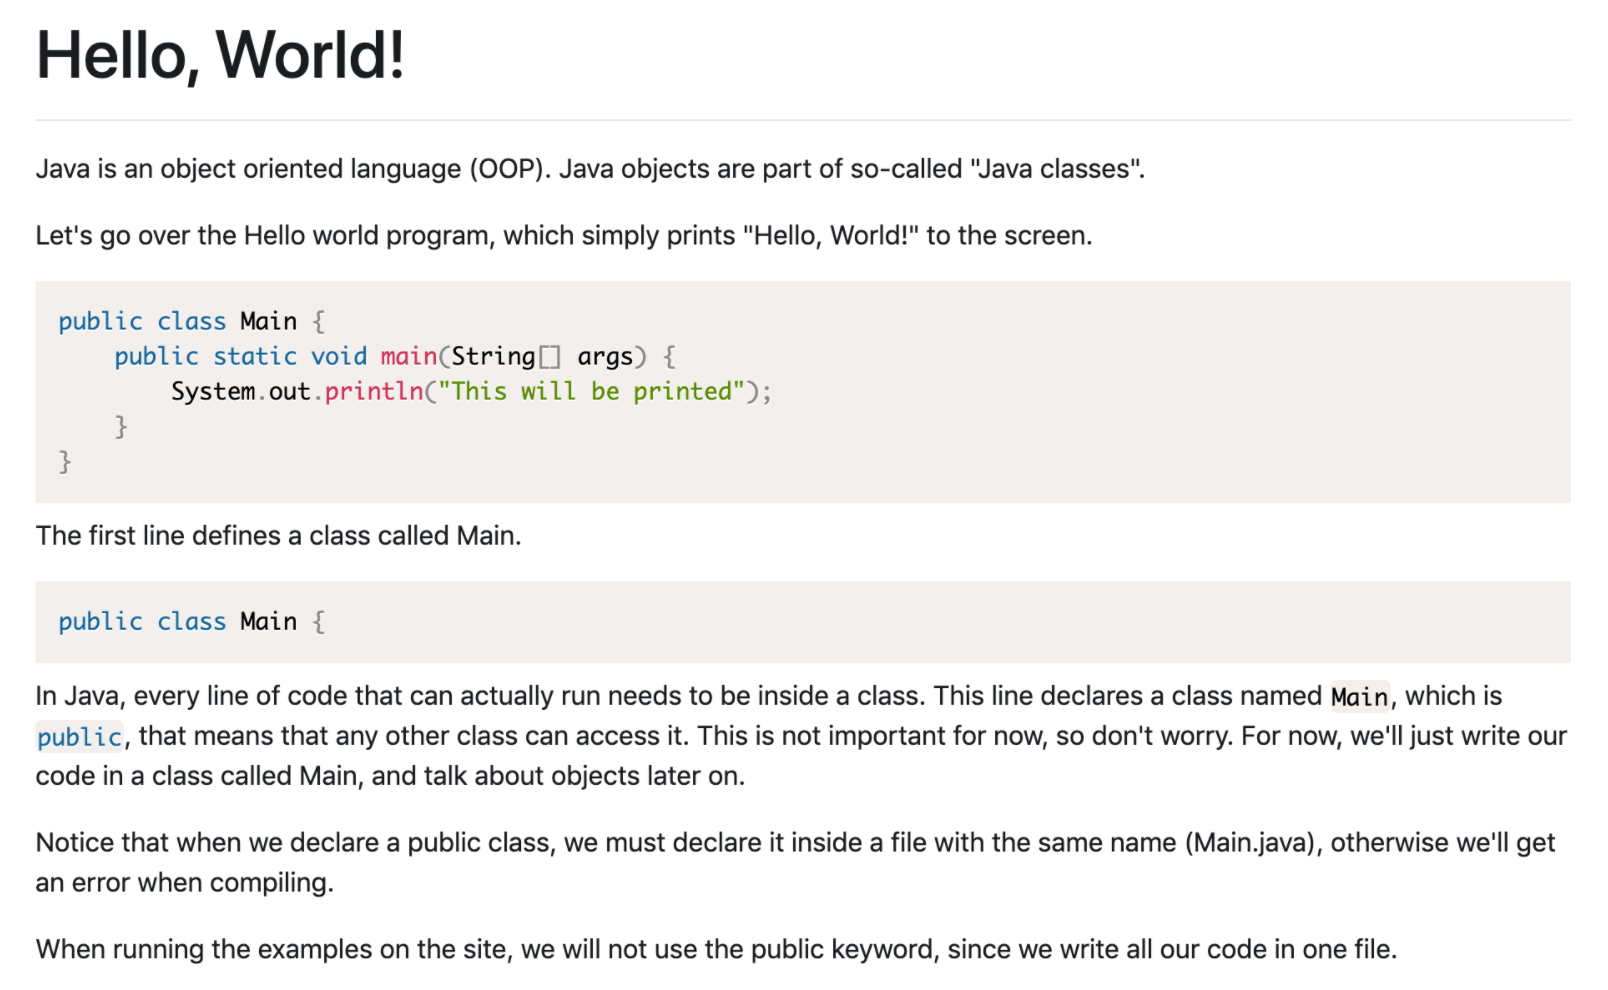 Hello, World!
Java is an object oriented language (OOP). Java objects are part of so-called "Java classes".
Let's go over the Hello world program, which simply prints "Hello, World!" to the screen.
public class Main {
    public static void main(String[] args) {
        System.out.println("This will be printed");
    }
}
The first line defines a class called Main.
public class Main {
In Java, every line of code that can actually run needs to be inside a class. This line declares a class named Main, which is
public, that means that any other class can access it. This is not important for now, so don't worry. For now, we'll just write our
code in a class called Main, and talk about objects later on.
Notice that when we declare a public class, we must declare it inside a file with the same name (Main.java), otherwise we'll get
an error when compiling.
When running the examples on the site, we will not use the public keyword, since we write all our code in one file.